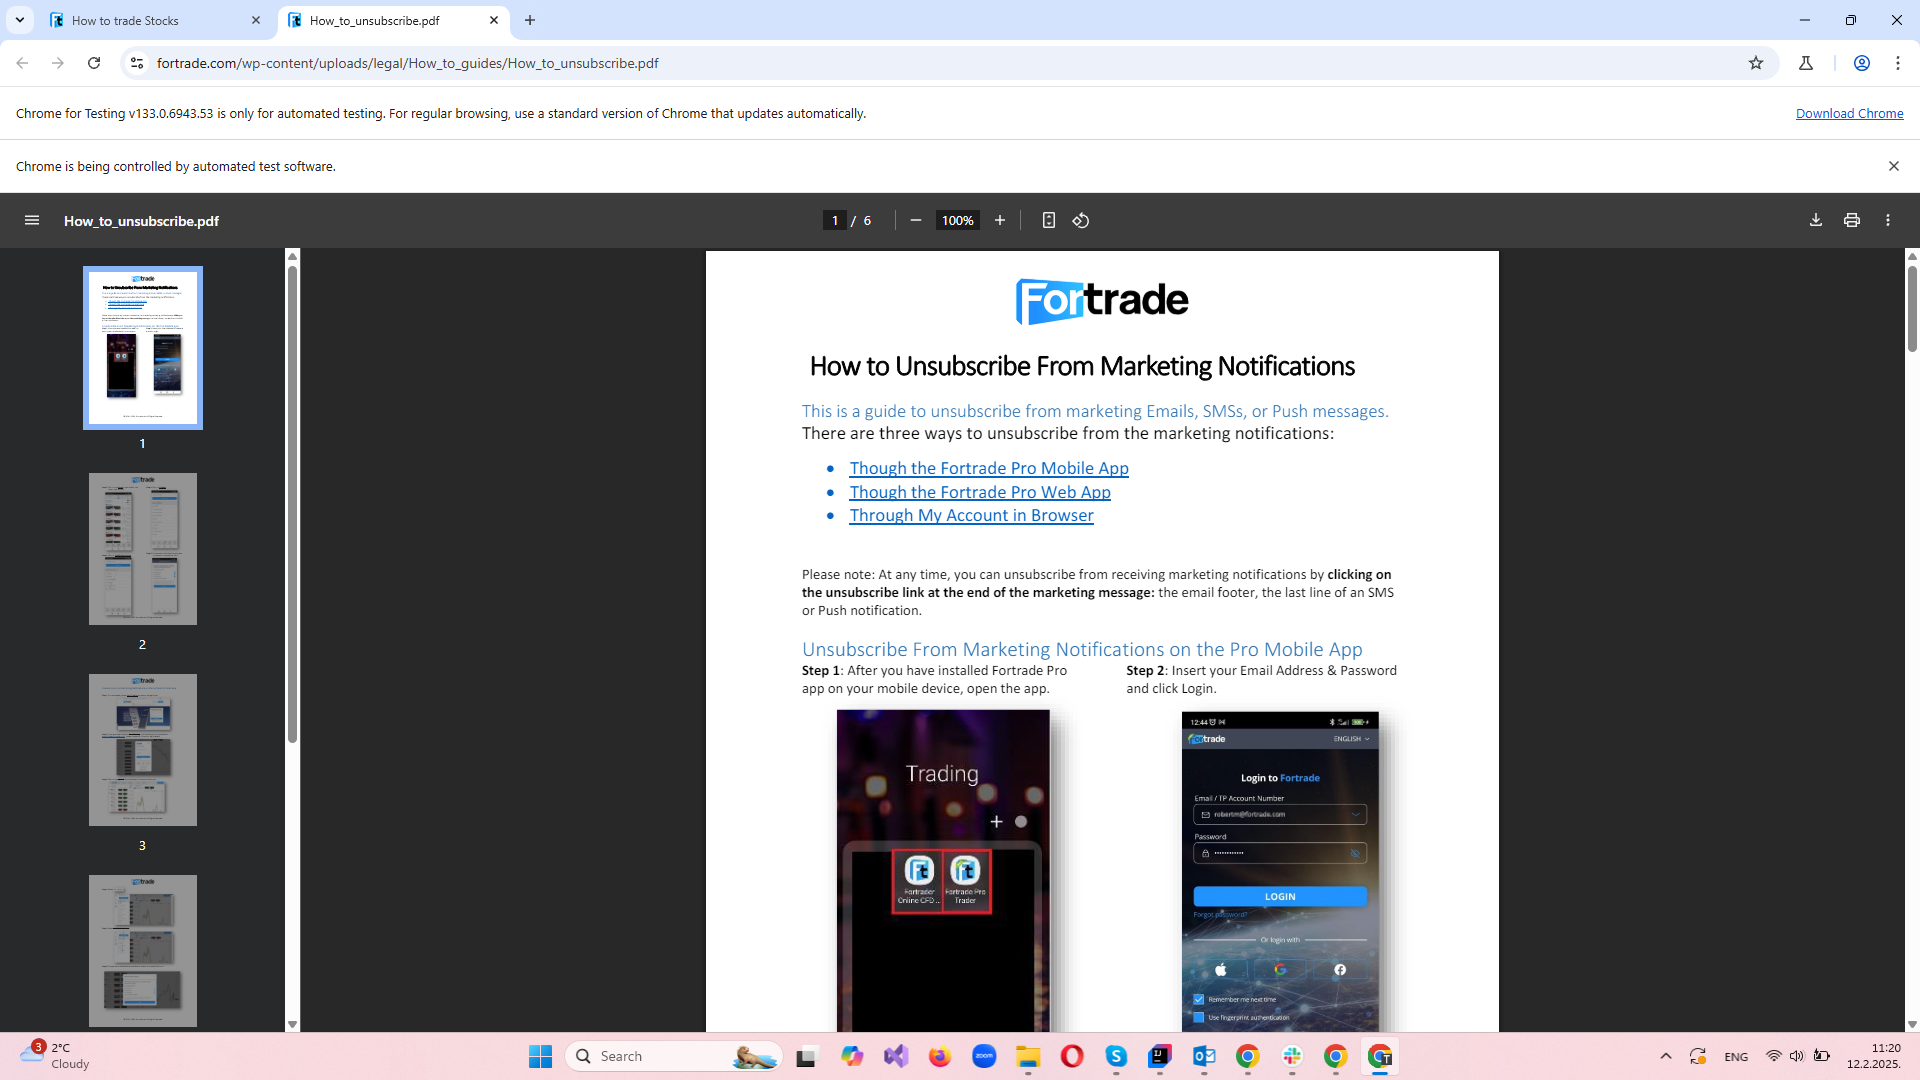 How to trade Stocks
How_to_unsubscribe.pdf
fortrade.com/wp-content/uploads/legal/How_to_guides/How_to_unsubscribe.pdf
Chrome for Testing v133.0.6943.53 is only for automated testing. For regular browsing, use a standard version of Chrome that updates automatically.
Download Chrome
Chrome is being controlled by automated test software.
How_to_unsubscribe.pdf
1 / 6
100%
1
2
3
Fortrade
How to Unsubscribe From Marketing Notifications
This is a guide to unsubscribe from marketing Emails, SMSs, or Push messages.
There are three ways to unsubscribe from the marketing notifications:
• Though the Fortrade Pro Mobile App
• Though the Fortrade Pro Web App
• Through My Account in Browser
Please note: At any time, you can unsubscribe from receiving marketing notifications by clicking on
the unsubscribe link at the end of the marketing message: the email footer, the last line of an SMS
or Push notification.
Unsubscribe From Marketing Notifications on the Pro Mobile App
Step 1: After you have installed Fortrade Pro
app on your mobile device, open the app.
Step 2: Insert your Email Address & Password
and click Login.
Trading
Fortrader
Online CFD ...
Fortrade Pro
Trader
12:44
Fortrade
ENGLISH
Login to Fortrade
Email / TP Account Number
robertm@fortrade.com
Password
LOGIN
Forgot password?
Or login with
Remember me next time
Use fingerprint authentication
3
2°C
Cloudy
Search
zoom
ENG
11:20
12.2.2025.